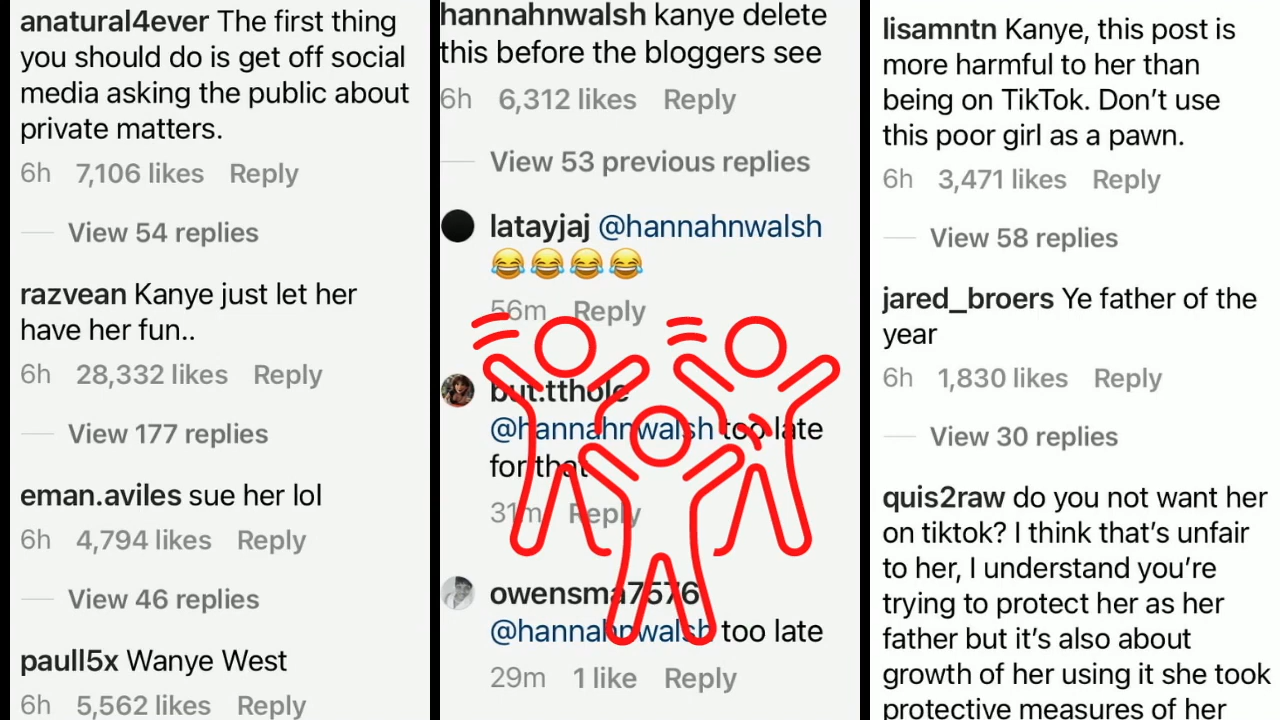 anatural4ever The first thing
you should do is get off social
media asking the public about
private matters.
6h 7,106 likes Reply
View 54 replies
razvean Kanye just let her
have her fun..
6h 28,332 likes Reply
View 177 replies
eman.aviles sue her lol
6h 4,794 likes Reply
View 46 replies
paull5x Wanye West
6h 5,562 likes Reply
hannahnwalsh kanye delete
this before the bloggers see
6h 6,312 likes Reply
View 53 previous replies
latayjaj @hannahnwalsh
😂😂😂😂
56m Reply
but.tthole
@hannahnwalsh too late
for that
31m Reply
owensma7576
@hannahnwalsh too late
29m 1 like Reply
lisamntn Kanye, this post is
more harmful to her than
being on TikTok. Don’t use
this poor girl as a pawn.
6h 3,471 likes Reply
View 58 replies
jared_broers Ye father of the
year
6h 1,830 likes Reply
View 30 replies
quis2raw do you not want her
on tiktok? I think that’s unfair
to her, I understand you’re
trying to protect her as her
father but it’s also about
growth of her using it she took
protective measures of her